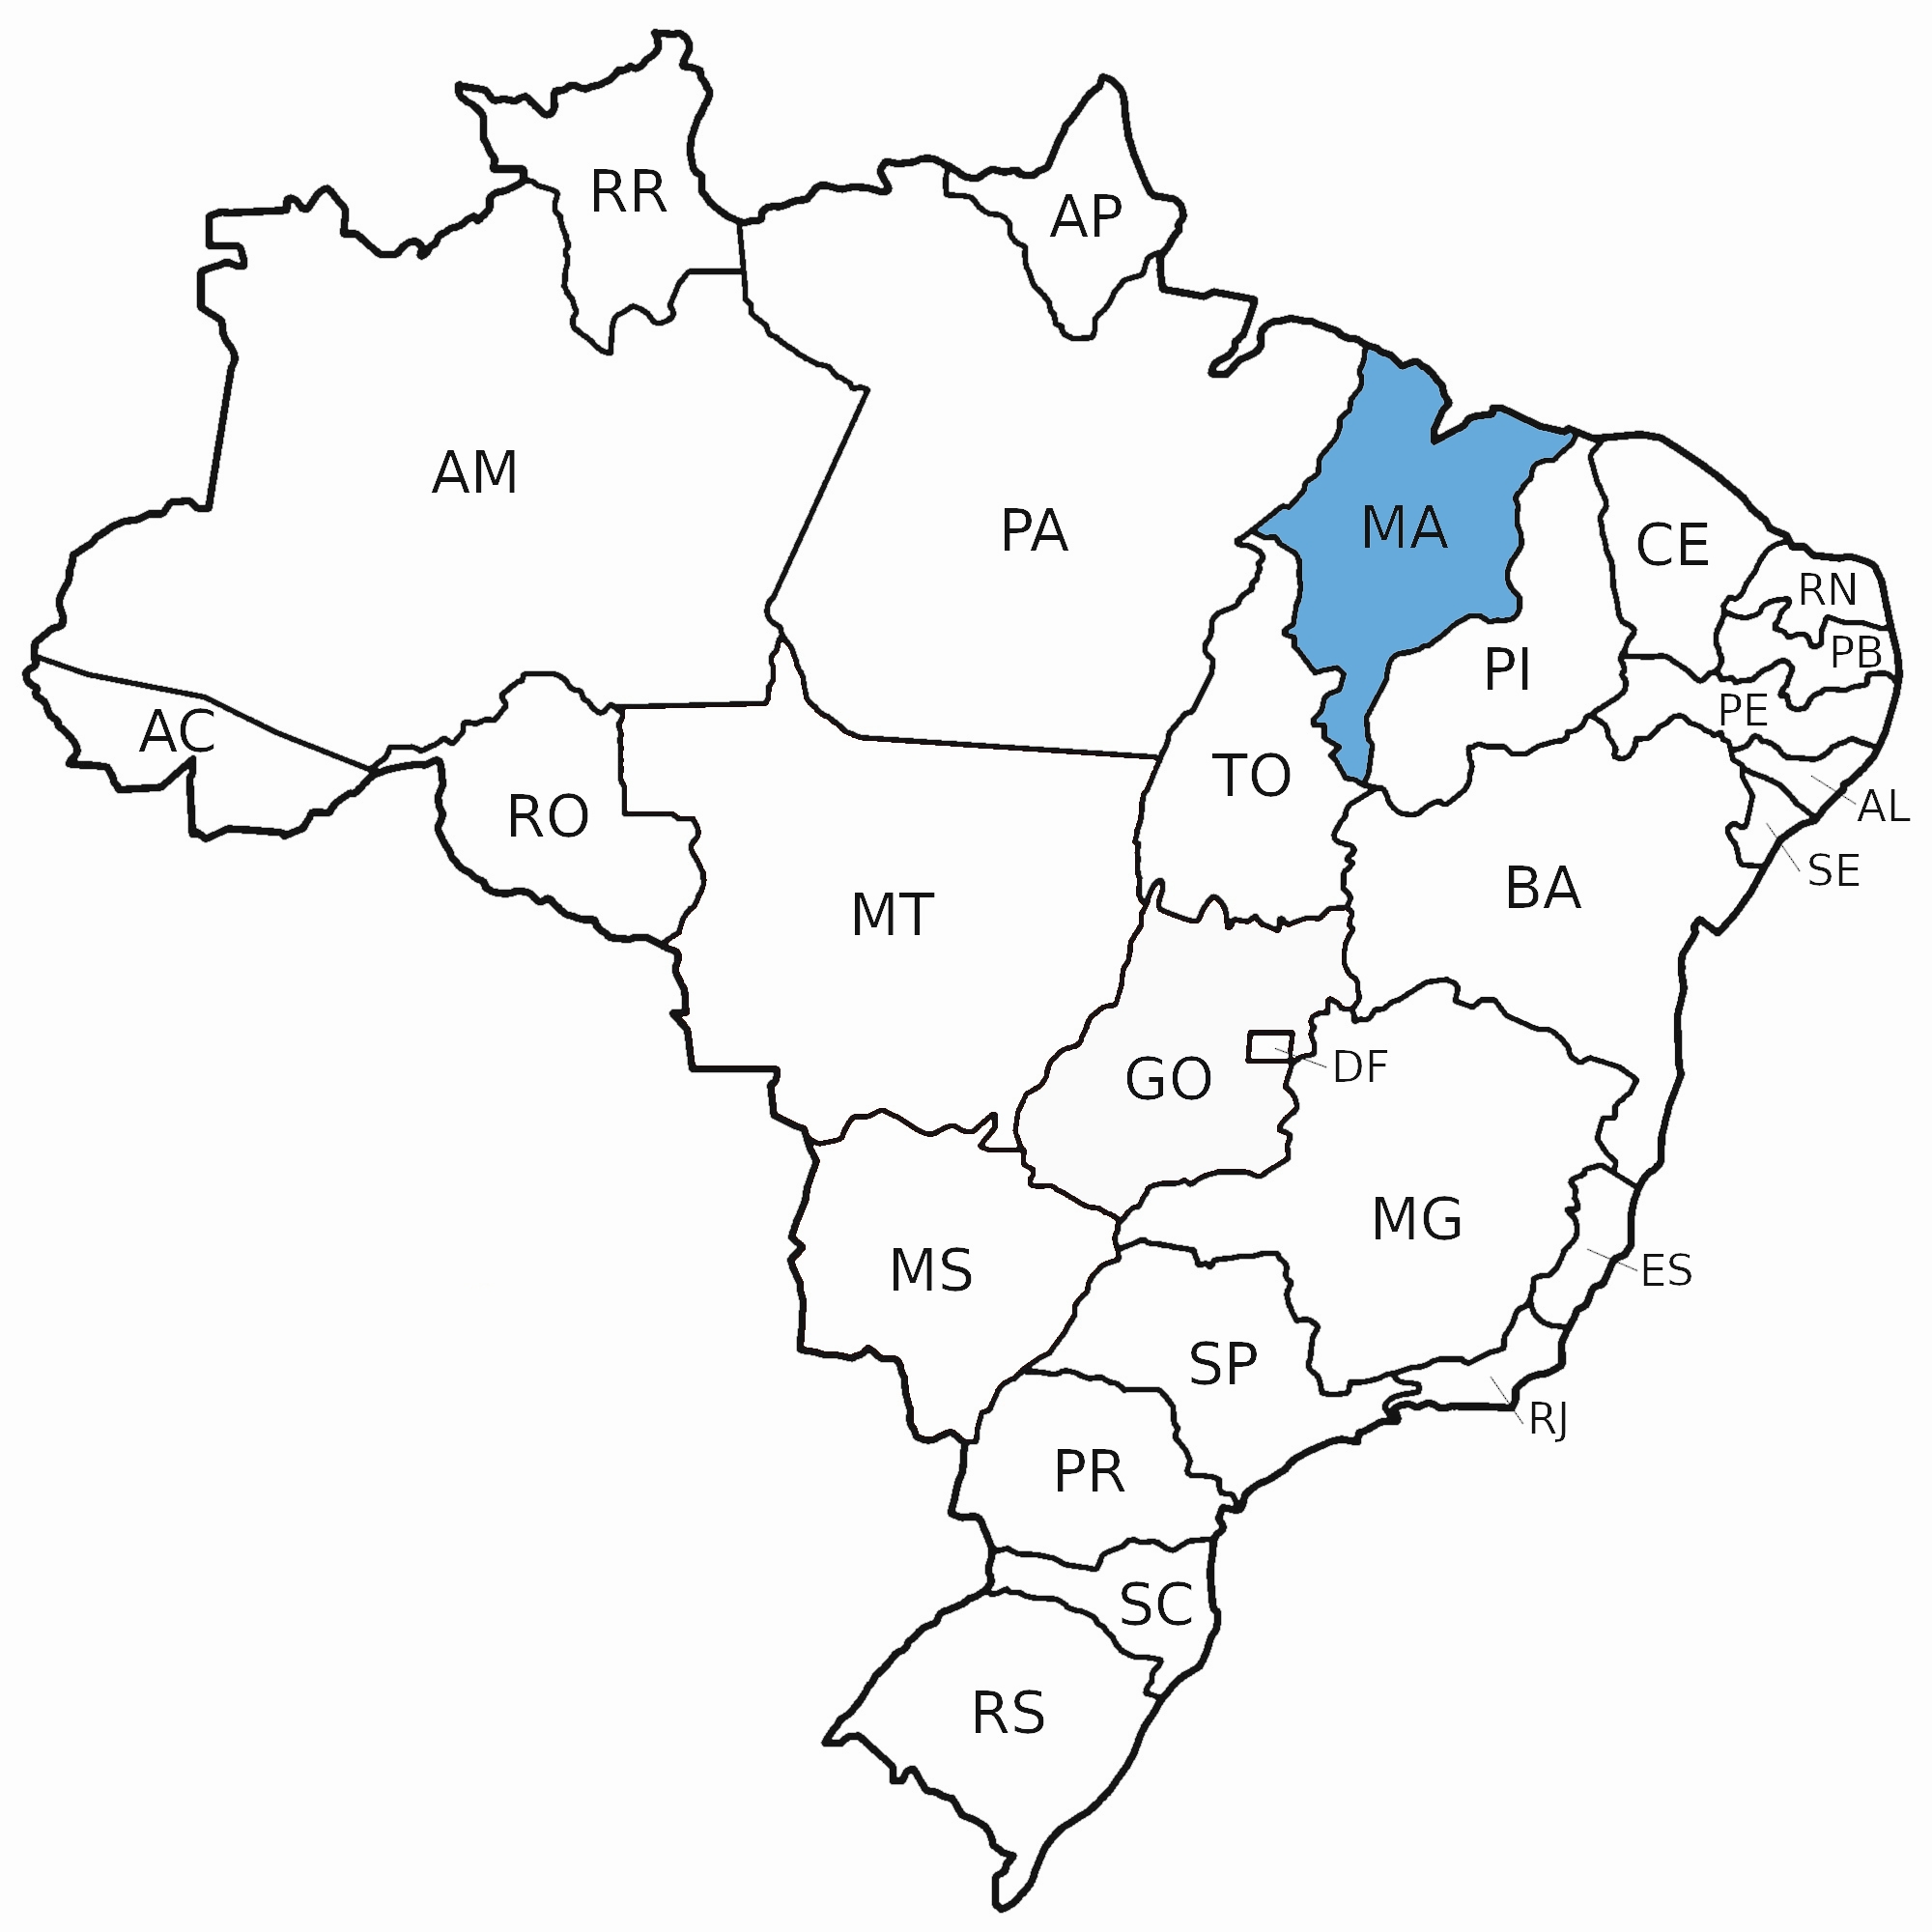 RR
AP
AM
PA
MA
CE
RN
PB
PI
PE
AC
TO
AL
RO
SE
BA
MT
DF
GO
MG
MS
ES
SP
RJ
PR
SC
RS